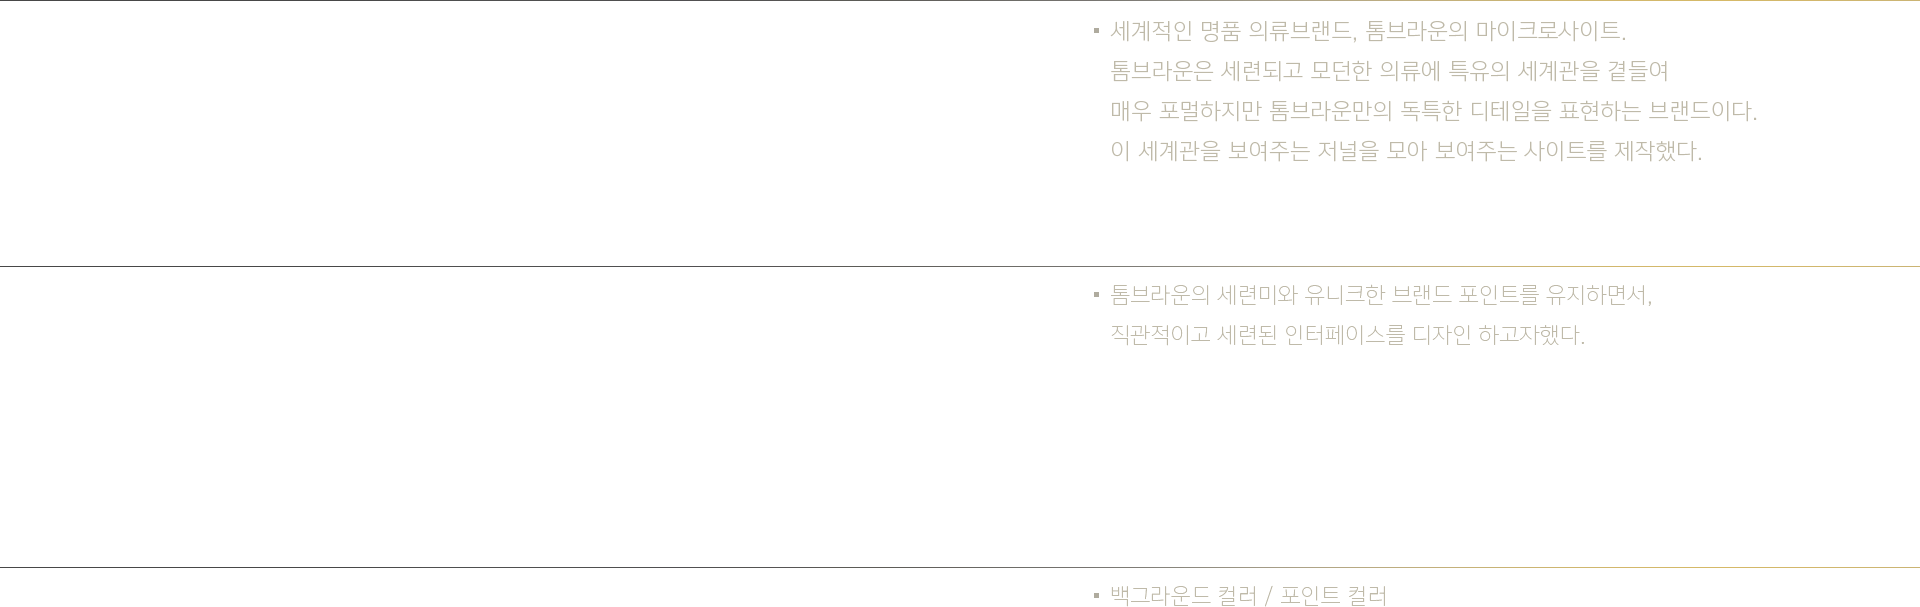 ▪ 세계적인 명품 의류브랜드, 톰브라운의 마이크로사이트.
톰브라운은 세련되고 모던한 의류에 특유의 세계관을 곁들여
매우 포멀하지만 톰브라운만의 독특한 디테일을 표현하는 브랜드이다.
이 세계관을 보여주는 저널을 모아 보여주는 사이트를 제작했다.
▪ 톰브라운의 세련미와 유니크한 브랜드 포인트를 유지하면서,
직관적이고 세련된 인터페이스를 디자인 하고자했다.
▪ 백그라운드 컬러 / 포인트 컬러